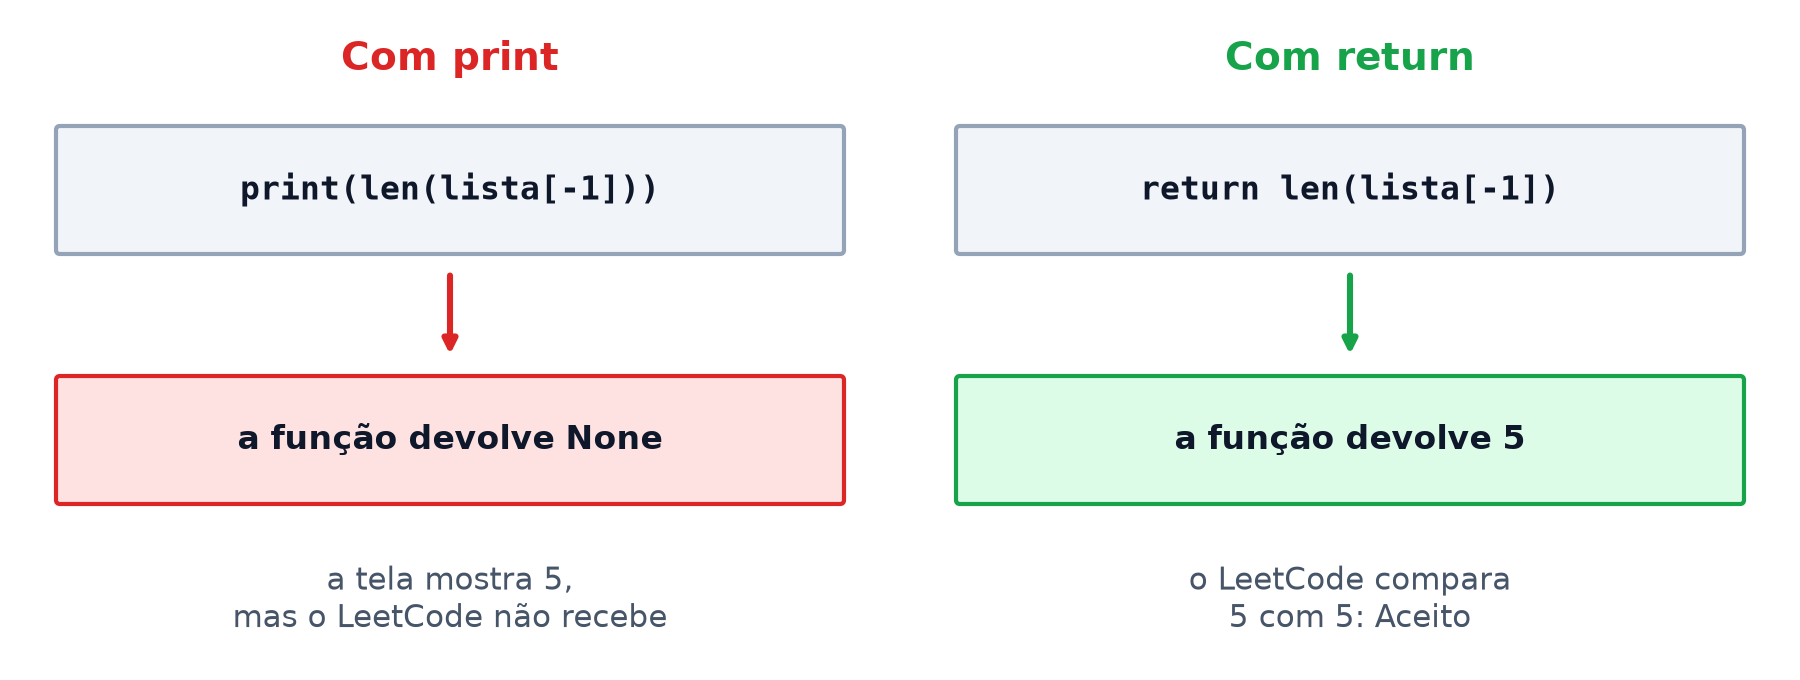 Com print
print(len(lista[-1]))
a função devolve None
a tela mostra 5,
mas o LeetCode não recebe
Com return
return len(lista[-1])
a função devolve 5
o LeetCode compara
5 com 5: Aceito